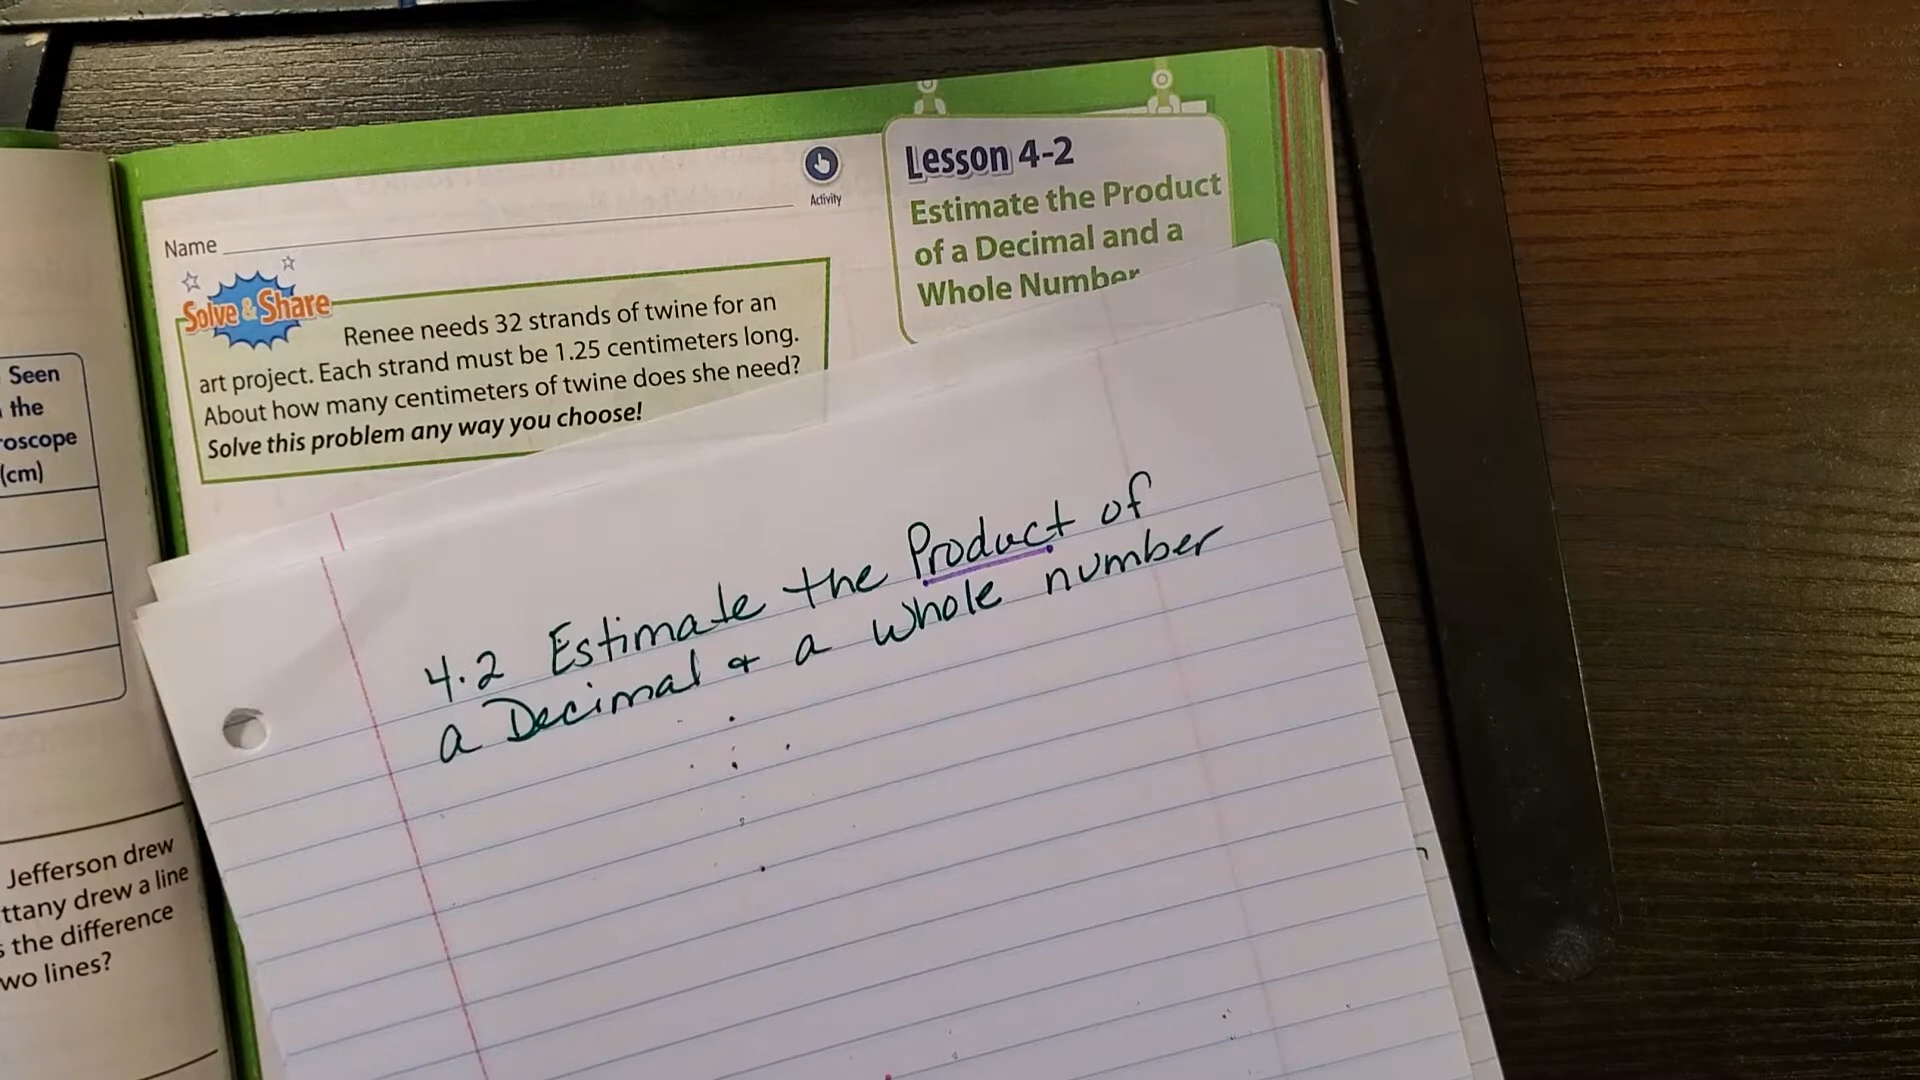 Lesson 4-2
Estimate the Product
of a Decimal and a
Whole Number
Activity
Name
Solve & Share
Renee needs 32 strands of twine for an
art project. Each strand must be 1.25 centimeters long.
About how many centimeters of twine does she need?
Solve this problem any way you choose!
Seen
the
(cm)
Jefferson drew
drew a line
the difference
lines?
4.2 Estimate the Product of
a Decimal & a whole number